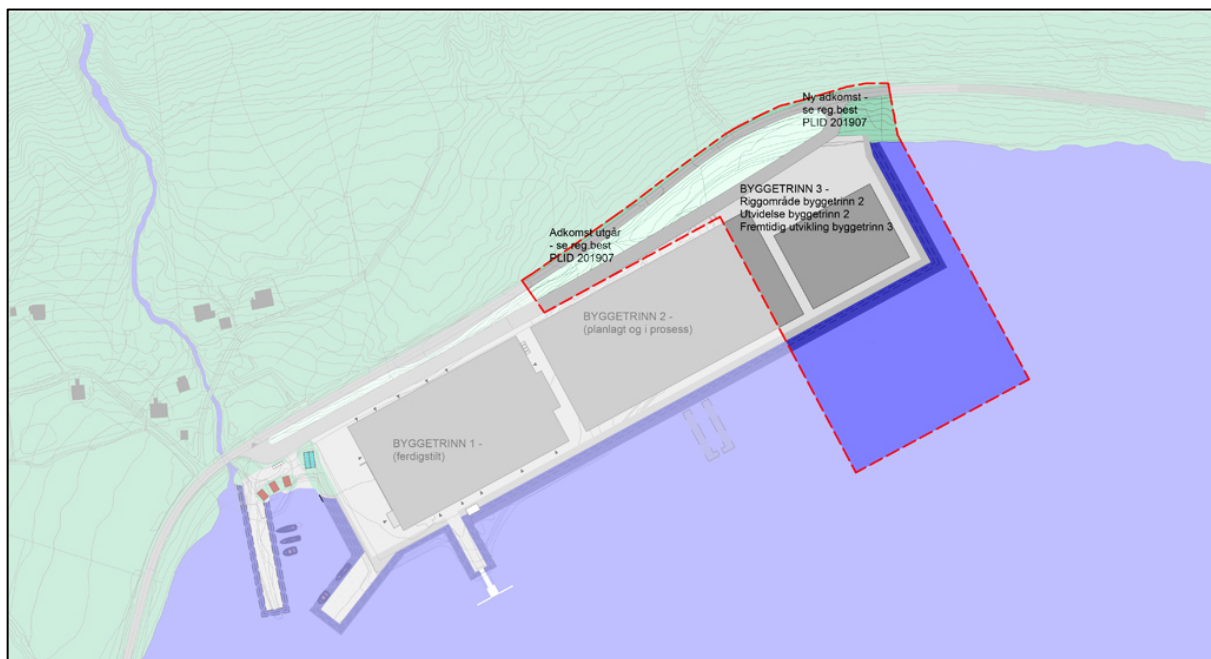 Ny adkomst -
se reg.best
PLID 201907
BYGGETRINN 3 -
Riggområde byggetrinn 2
Utvidelse byggetrinn 2
Fremtidig utvikling byggetrinn 3
Adkomst utgår
- se reg.best
PLID 201907
BYGGETRINN 2 -
(planlagt og i prosess)
BYGGETRINN 1 -
(ferdigstilt)